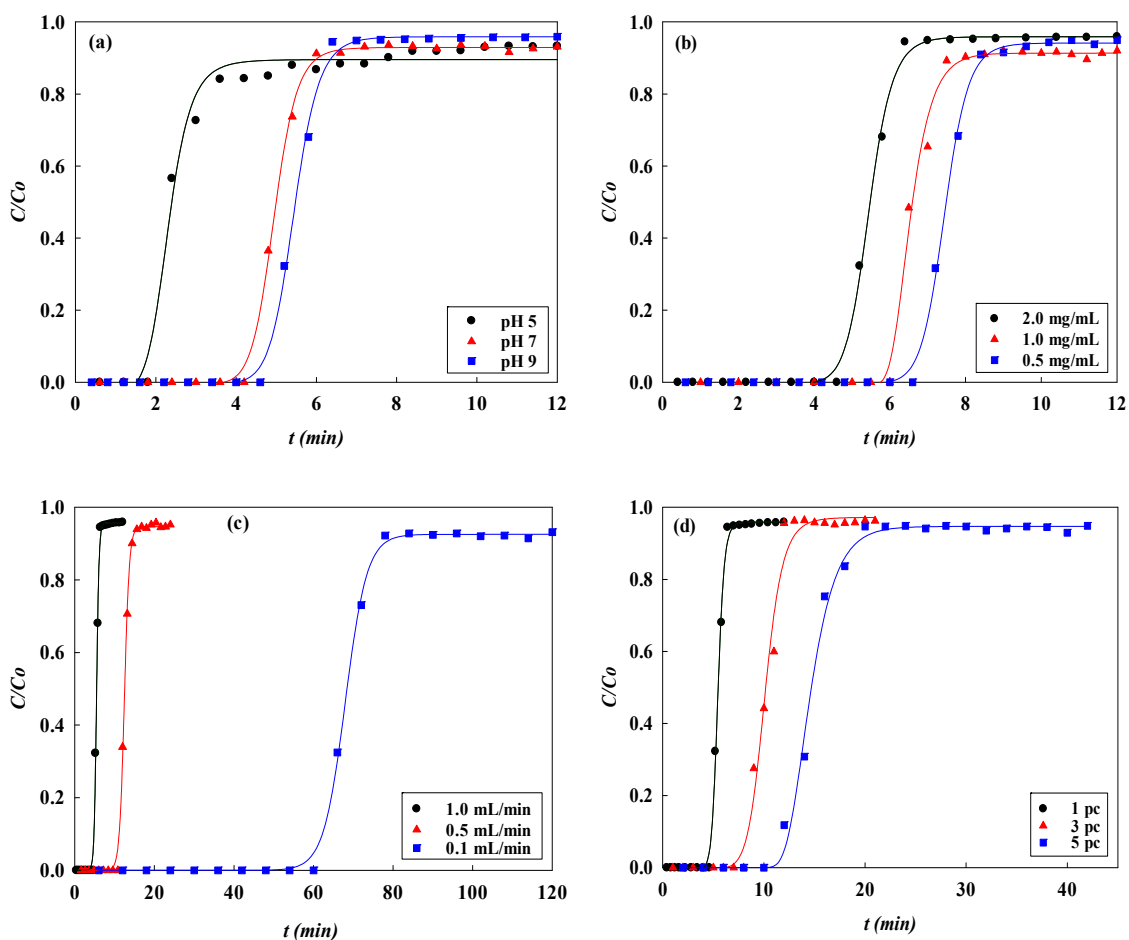 (a)
C/Co
1.0
0.8
0.6
0.4
0.2
0.0
pH 5
pH 7
pH 9
0 2 4 6 8 10 12
t (min)
(b)
C/Co
1.0
0.8
0.6
0.4
0.2
0.0
2.0 mg/mL
1.0 mg/mL
0.5 mg/mL
0 2 4 6 8 10 12
t (min)
(c)
C/Co
1.0
0.8
0.6
0.4
0.2
0.0
1.0 mL/min
0.5 mL/min
0.1 mL/min
0 20 40 60 80 100 120
t (min)
(d)
C/Co
1.0
0.8
0.6
0.4
0.2
0.0
1 pc
3 pc
5 pc
0 10 20 30 40
t (min)